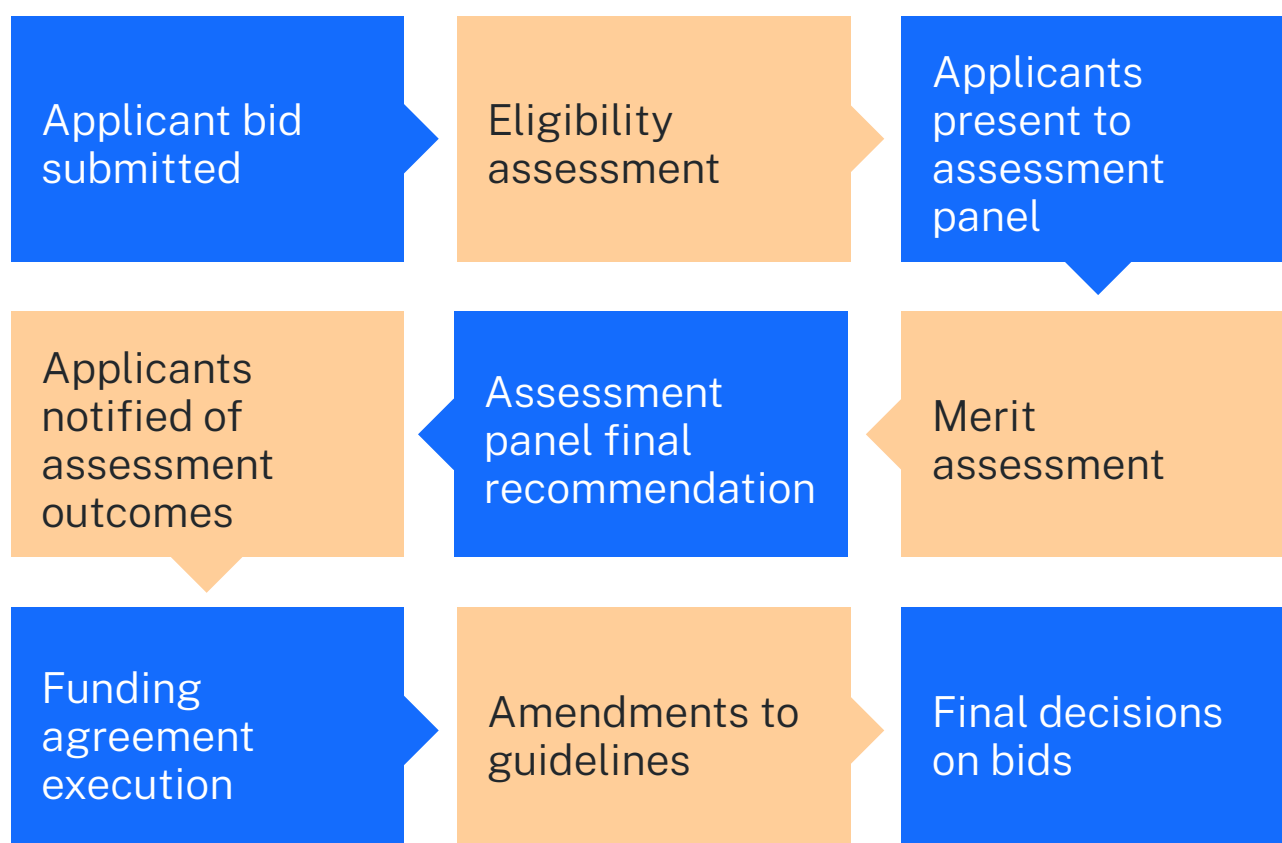 Applicant bid
submitted
Eligibility
assessment
Applicants
present to
assessment
panel
Merit
assessment
Assessment
panel final
recommendation
Applicants
notified of
assessment
outcomes
Funding
agreement
execution
Amendments to
guidelines
Final decisions
on bids